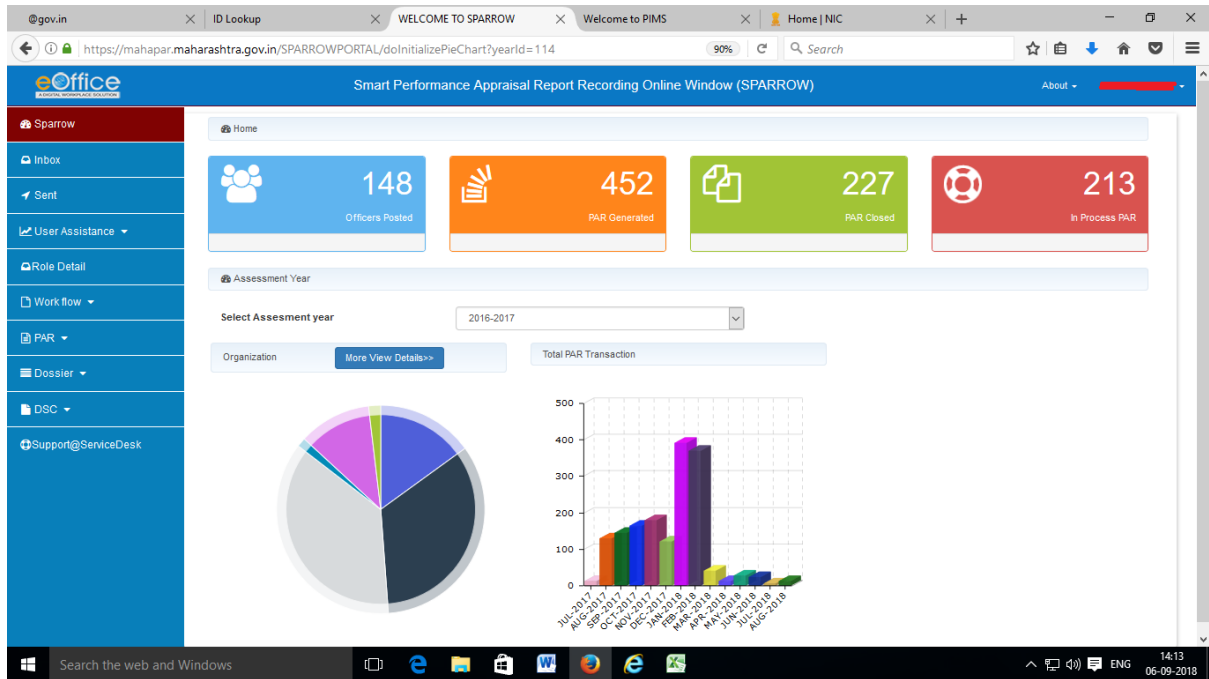 @gov.in
ID Lookup
WELCOME TO SPARROW
Welcome to PIMS
Home | NIC
https://mahapar.maharashtra.gov.in/SPARROWPORTAL/doInitializePieChart?yearId=114
90%
Search
eOffice
A DIGITAL WORKPLACE SOLUTION
Smart Performance Appraisal Report Recording Online Window (SPARROW)
About
Sparrow
Inbox
Sent
User Assistance
Role Detail
Work flow
PAR
Dossier
DSC
Support@ServiceDesk
Home
148
Officers Posted
452
PAR Generated
227
PAR Closed
213
In Process PAR
Assessment Year
Select Assesment year
2016-2017
Organization
More View Details>>
Total PAR Transaction
500
400
300
200
100
0
JUL-2017
AUG-2017
SEP-2017
OCT-2017
NOV-2017
DEC-2017
JAN-2018
FEB-2018
MAR-2018
APR-2018
MAY-2018
JUN-2018
JUL-2018
AUG-2018
Search the web and Windows
ENG
14:13
06-09-2018